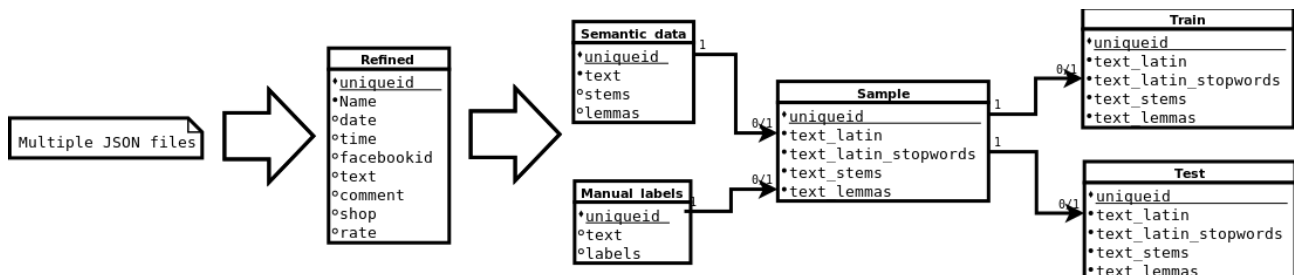 Multiple JSON files
Refined
uniqueid
Name
date
time
facebookid
text
comment
shop
rate
Semantic data
uniqueid
text
stems
lemmas
Manual labels
uniqueid
text
labels
1
0/1
1
0/1
Sample
uniqueid
text_latin
text_latin_stopwords
text_stems
text_lemmas
1
0/1
1
0/1
Train
uniqueid
text_latin
text_latin_stopwords
text_stems
text_lemmas
Test
uniqueid
text_latin
text_latin_stopwords
text_stems
text_lemmas